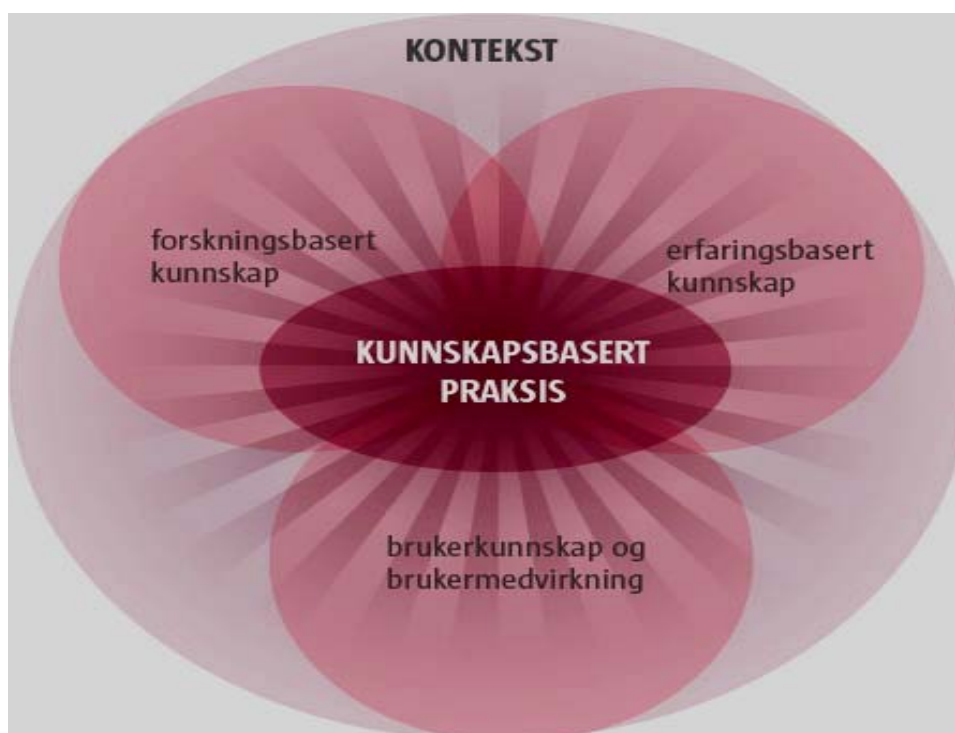 KONTEKST
forskningsbasert
kunnskap
erfaringsbasert
kunnskap
KUNNSKAPSBASERT
PRAKSIS
brukerkunnskap og
brukermedvirkning